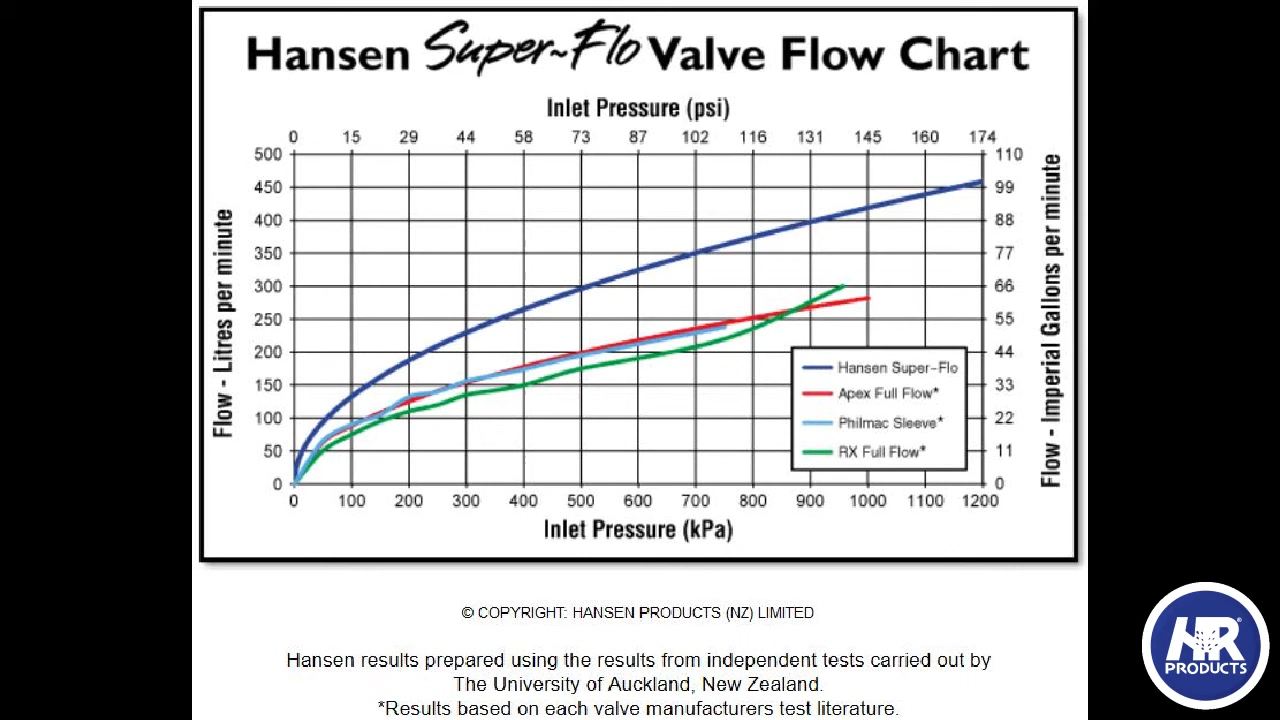 Hansen Super-Flo Valve Flow Chart
Inlet Pressure (psi)
0 15 29 44 58 73 87 102 116 131 145 160 174
500 110
450 99
400 88
350 77
300 66
250 55
200 44
150 33
100 22
50 11
0 0
Flow - Litres per minute
Flow - Imperial Gallons per minute
Hansen Super-Flo
Apex Full Flow*
Philmac Sleeve*
RX Full Flow*
0 100 200 300 400 500 600 700 800 900 1000 1100 1200
Inlet Pressure (kPa)
© COPYRIGHT: HANSEN PRODUCTS (NZ) LIMITED
Hansen results prepared using the results from independent tests carried out by
The University of Auckland, New Zealand.
*Results based on each valve manufacturers test literature.
HR®
PRODUCTS